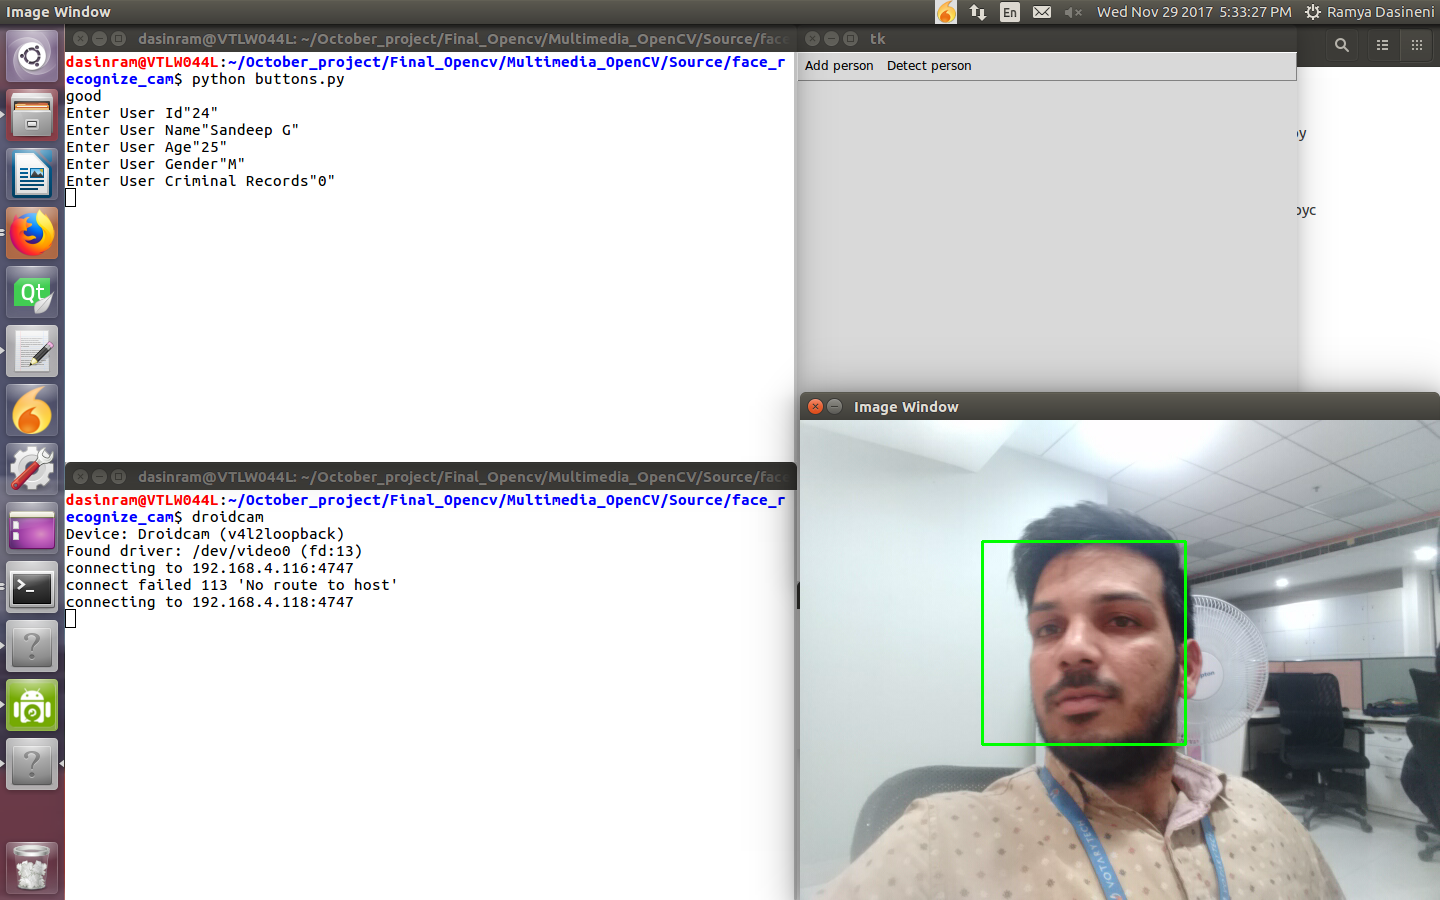 Image Window
En
Wed Nov 29 2017 5:33:27 PM
Ramya Dasineni
dasinram@VTLW044L: ~/October_project/Final_Opencv/Multimedia_OpenCV/Source/face
dasinram@VTLW044L:~/October_project/Final_Opencv/Multimedia_OpenCV/Source/face_r
ecognize_cam$ python buttons.py
good
Enter User Id"24"
Enter User Name"Sandeep G"
Enter User Age"25"
Enter User Gender"M"
Enter User Criminal Records"0"
tk
Add person Detect person
py
pyc
Qt
dasinram@VTLW044L: ~/October_project/Final_Opencv/Multimedia_OpenCV/Source/face
dasinram@VTLW044L:~/October_project/Final_Opencv/Multimedia_OpenCV/Source/face_r
ecognize_cam$ droidcam
Device: Droidcam (v4l2loopback)
Found driver: /dev/video0 (fd:13)
connecting to 192.168.4.116:4747
connect failed 113 'No route to host'
connecting to 192.168.4.118:4747
Image Window
VOTARYTECH